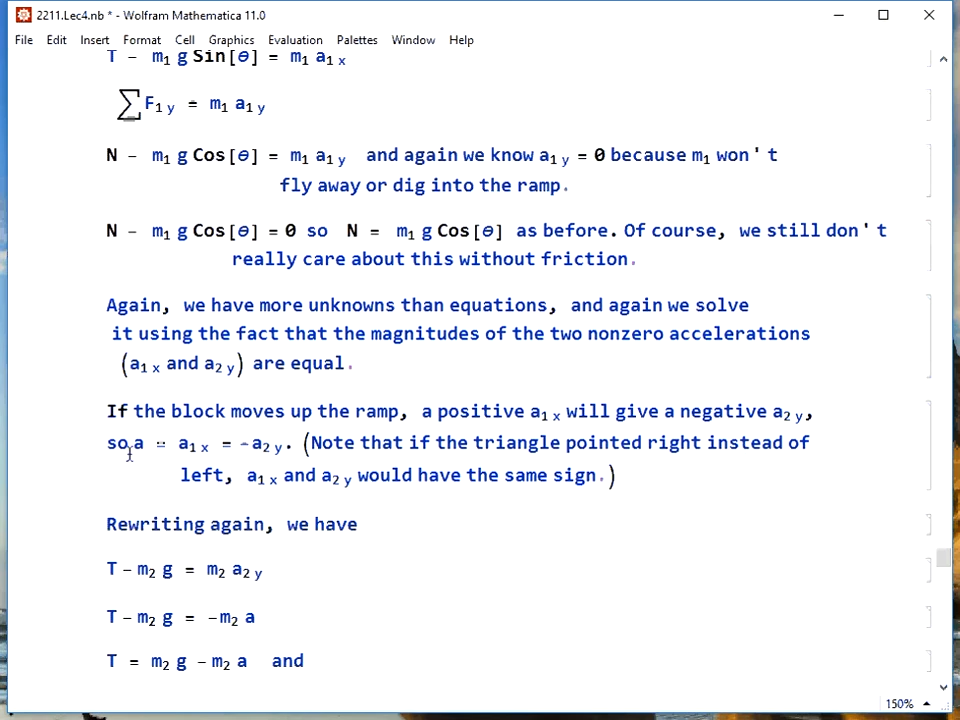 2211.Lec4.nb * - Wolfram Mathematica 11.0
File Edit Insert Format Cell Graphics Evaluation Palettes Window Help
T - m₁ g Sin[θ] = m₁ a₁ ₓ
∑F₁ y = m₁ a₁ y
N - m₁ g Cos[θ] = m₁ a₁ y and again we know a₁ y = 0 because m₁ won't
fly away or dig into the ramp.
N - m₁ g Cos[θ] = 0 so N = m₁ g Cos[θ] as before. Of course, we still don't
really care about this without friction.
Again, we have more unknowns than equations, and again we solve
it using the fact that the magnitudes of the two nonzero accelerations
(a₁ ₓ and a₂ y) are equal.
If the block moves up the ramp, a positive a₁ ₓ will give a negative a₂ y,
so a = a₁ ₓ = -a₂ y. (Note that if the triangle pointed right instead of
left, a₁ ₓ and a₂ y would have the same sign.)
Rewriting again, we have
T - m₂ g = m₂ a₂ y
T - m₂ g = -m₂ a
T = m₂ g - m₂ a and
150%